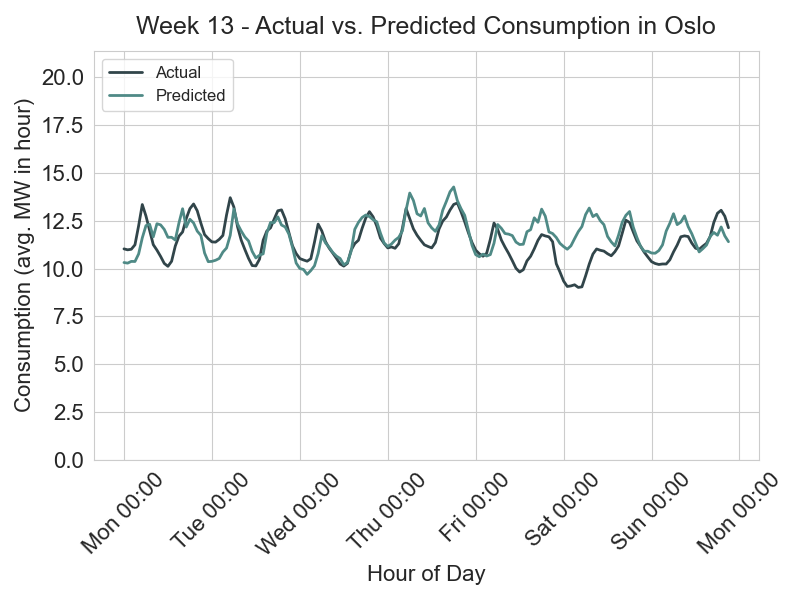 Week 13 - Actual vs. Predicted Consumption in Oslo
Actual
Predicted
Consumption (avg. MW in hour)
20.0
17.5
15.0
12.5
10.0
7.5
5.0
2.5
0.0
Mon 00:00
Tue 00:00
Wed 00:00
Thu 00:00
Fri 00:00
Sat 00:00
Sun 00:00
Mon 00:00
Hour of Day